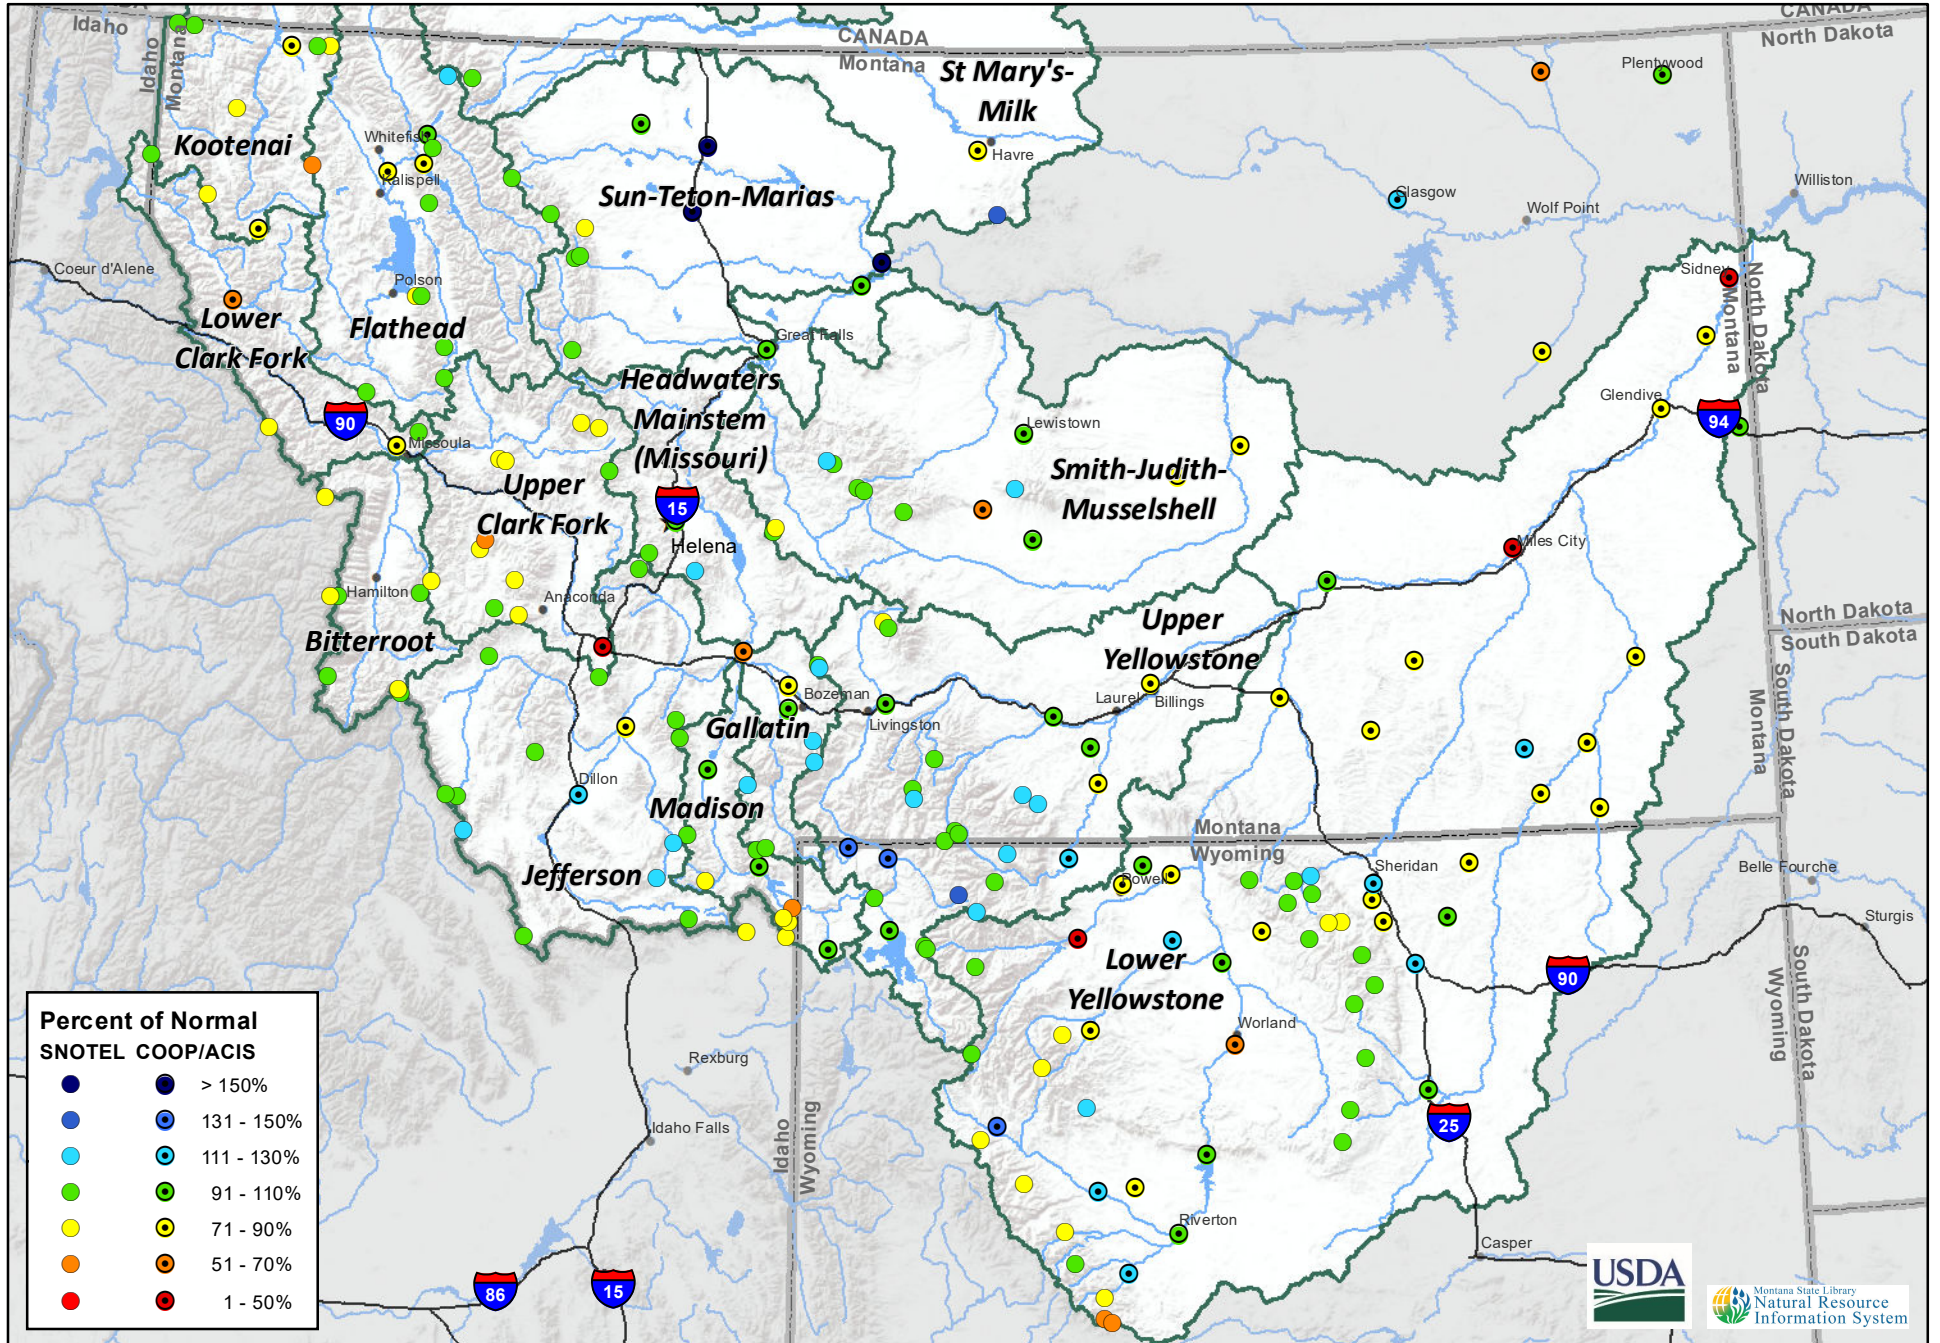 CANADA
Idaho
Idaho
Montana
CANADA
Montana
CANADA
North Dakota
St Mary's-
Milk
Plentywood
Kootenai
Whitefish
Havre
Kalispell
Sun-Teton-Marias
Glasgow
Wolf Point
Williston
Coeur d'Alene
Polson
Sidney
North Dakota
Montana
Lower
Clark Fork
Flathead
Great Falls
Headwaters
Mainstem
(Missouri)
Glendive
90
94
Missoula
Lewistown
Smith-Judith-
Musselshell
Upper
Clark Fork
15
Helena
Miles City
Hamilton
Anaconda
Bitterroot
Upper
Yellowstone
North Dakota
South Dakota
Bozeman
Livingston
Laurel
Billings
Gallatin
South Dakota
Montana
Dillon
Madison
Montana
Wyoming
Jefferson
Powell
Sheridan
Belle Fourche
Sturgis
Lower
Yellowstone
90
South Dakota
Wyoming
Worland
Rexburg
Idaho
Wyoming
Idaho Falls
25
Riverton
Casper
86
15
Percent of Normal
SNOTEL COOP/ACIS
> 150%
131 - 150%
111 - 130%
91 - 110%
71 - 90%
51 - 70%
1 - 50%
USDA
Montana State Library
Natural Resource
Information System